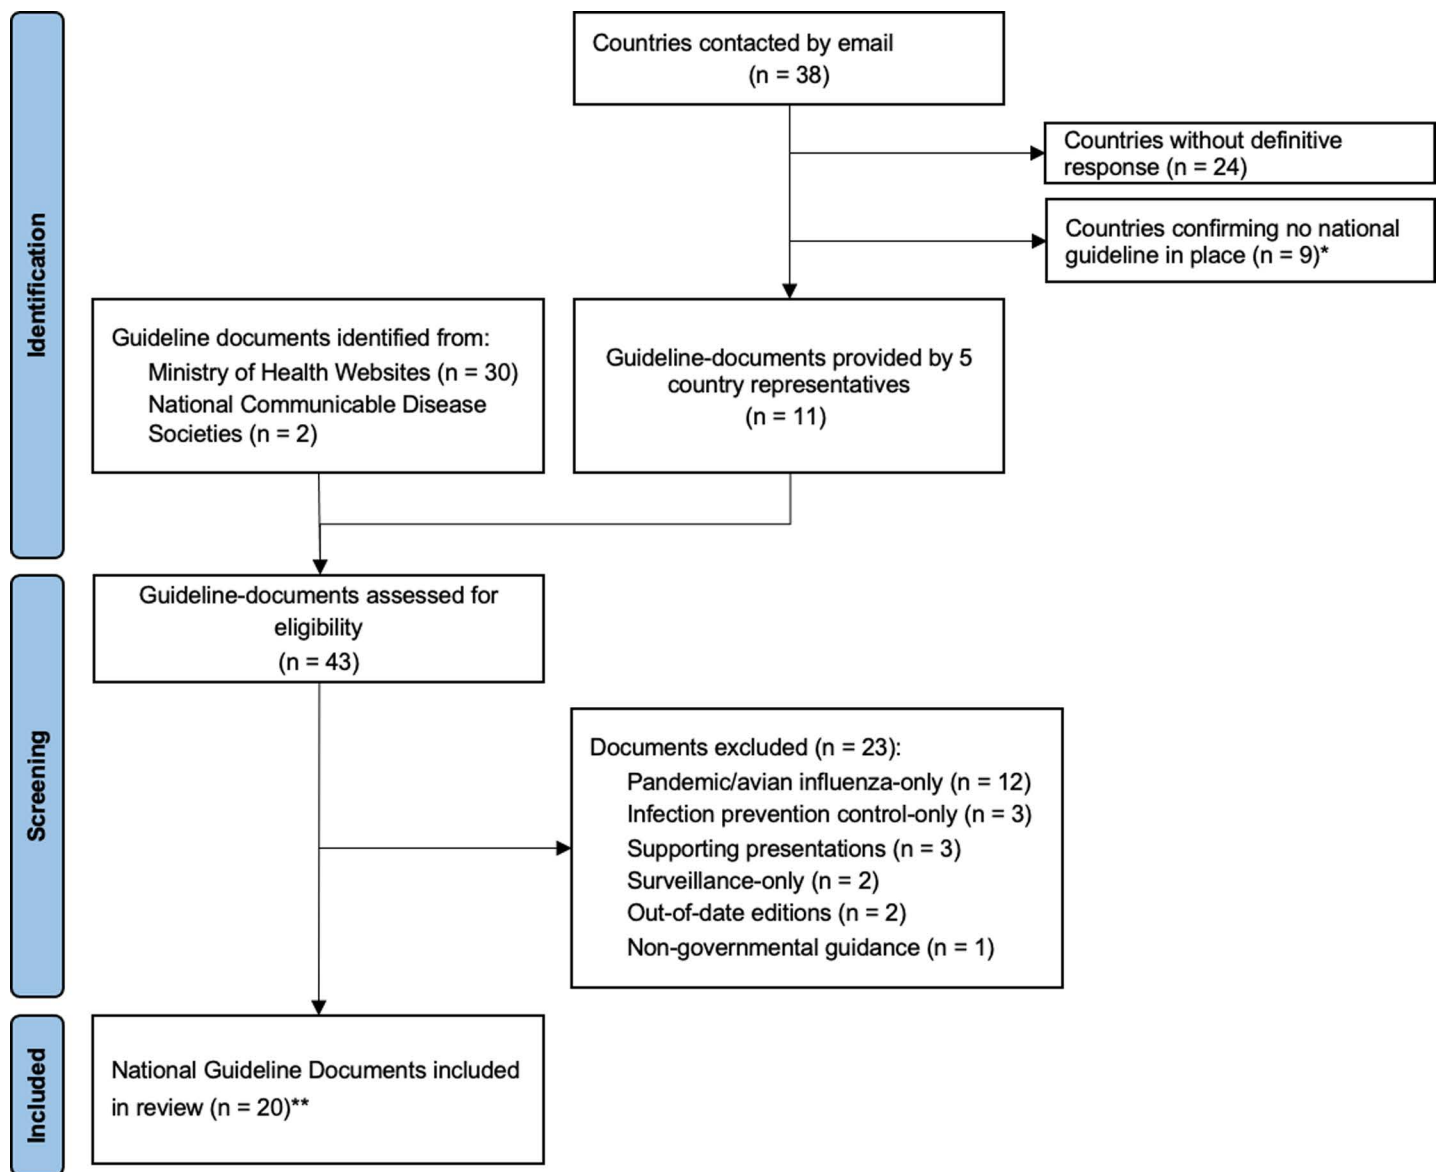 Identification
Countries contacted by email
(n = 38)
Countries without definitive
response (n = 24)
Countries confirming no national
guideline in place (n = 9)*
Guideline documents identified from:
Ministry of Health Websites (n = 30)
National Communicable Disease
Societies (n = 2)
Guideline-documents provided by 5
country representatives
(n = 11)
Screening
Guideline-documents assessed for
eligibility
(n = 43)
Documents excluded (n = 23):
Pandemic/avian influenza-only (n = 12)
Infection prevention control-only (n = 3)
Supporting presentations (n = 3)
Surveillance-only (n = 2)
Out-of-date editions (n = 2)
Non-governmental guidance (n = 1)
Included
National Guideline Documents included
in review (n = 20)**